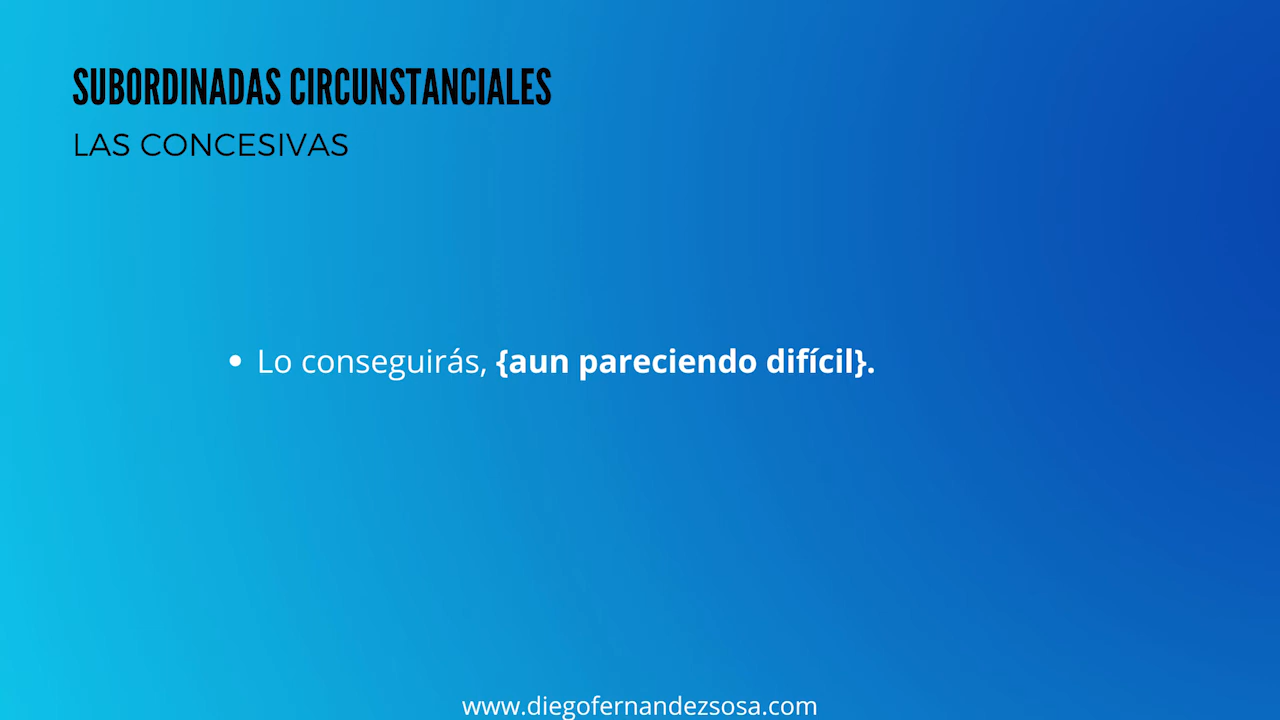 SUBORDINADAS CIRCUNSTANCIALES
LAS CONCESIVAS
• Lo conseguirás, {aun pareciendo difícil}.
www.diegofernandezsosa.com